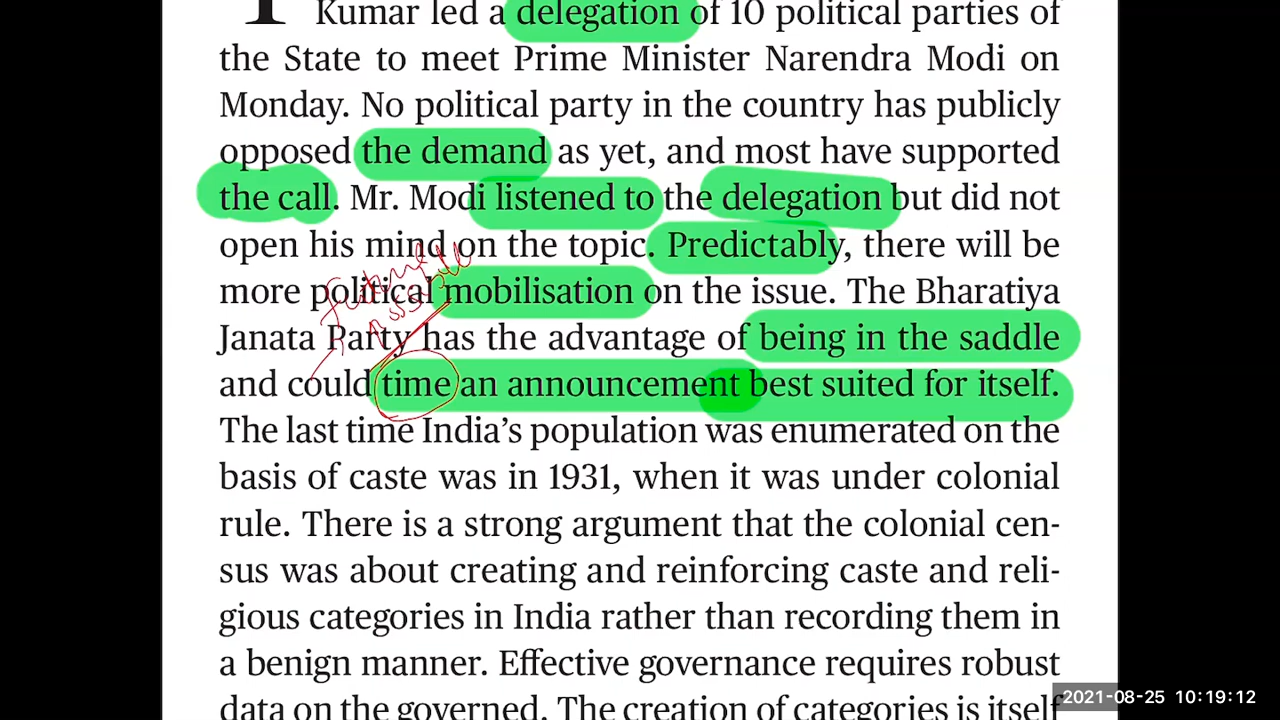 Kumar led a delegation of 10 political parties of
the State to meet Prime Minister Narendra Modi on
Monday. No political party in the country has publicly
opposed the demand as yet, and most have supported
the call. Mr. Modi listened to the delegation but did not
open his mind on the topic. Predictably, there will be
more political mobilisation on the issue. The Bharatiya
Janata Party has the advantage of being in the saddle
and could time an announcement best suited for itself.
The last time India’s population was enumerated on the
basis of caste was in 1931, when it was under colonial
rule. There is a strong argument that the colonial cen-
sus was about creating and reinforcing caste and reli-
gious categories in India rather than recording them in
a benign manner. Effective governance requires robust
data on the governed. The creation of categories is itself
possible
2021-08-25 10:19:12